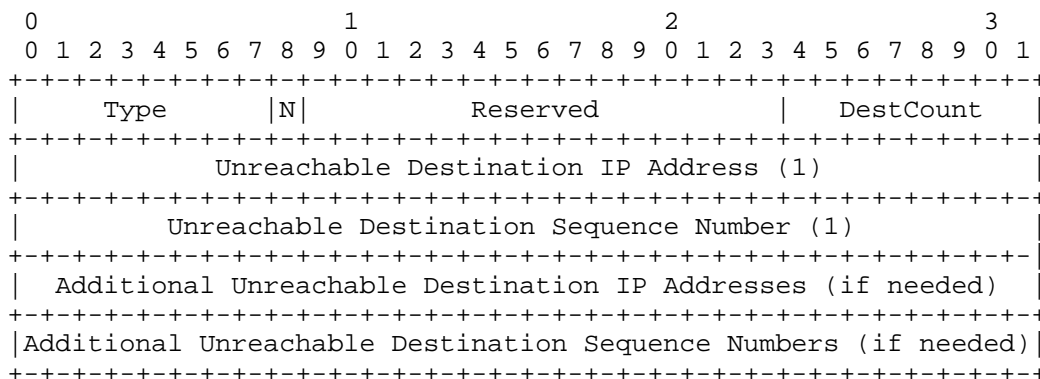 0                   1                   2                   3
 0 1 2 3 4 5 6 7 8 9 0 1 2 3 4 5 6 7 8 9 0 1 2 3 4 5 6 7 8 9 0 1
+-+-+-+-+-+-+-+-+-+-+-+-+-+-+-+-+-+-+-+-+-+-+-+-+-+-+-+-+-+-+-+-+
|     Type      |N|          Reserved           |   DestCount   |
+-+-+-+-+-+-+-+-+-+-+-+-+-+-+-+-+-+-+-+-+-+-+-+-+-+-+-+-+-+-+-+-+
|            Unreachable Destination IP Address (1)             |
+-+-+-+-+-+-+-+-+-+-+-+-+-+-+-+-+-+-+-+-+-+-+-+-+-+-+-+-+-+-+-+-+
|         Unreachable Destination Sequence Number (1)           |
+-+-+-+-+-+-+-+-+-+-+-+-+-+-+-+-+-+-+-+-+-+-+-+-+-+-+-+-+-+-+-+-|
|  Additional Unreachable Destination IP Addresses (if needed)  |
+-+-+-+-+-+-+-+-+-+-+-+-+-+-+-+-+-+-+-+-+-+-+-+-+-+-+-+-+-+-+-+-+
|Additional Unreachable Destination Sequence Numbers (if needed)|
+-+-+-+-+-+-+-+-+-+-+-+-+-+-+-+-+-+-+-+-+-+-+-+-+-+-+-+-+-+-+-+-+